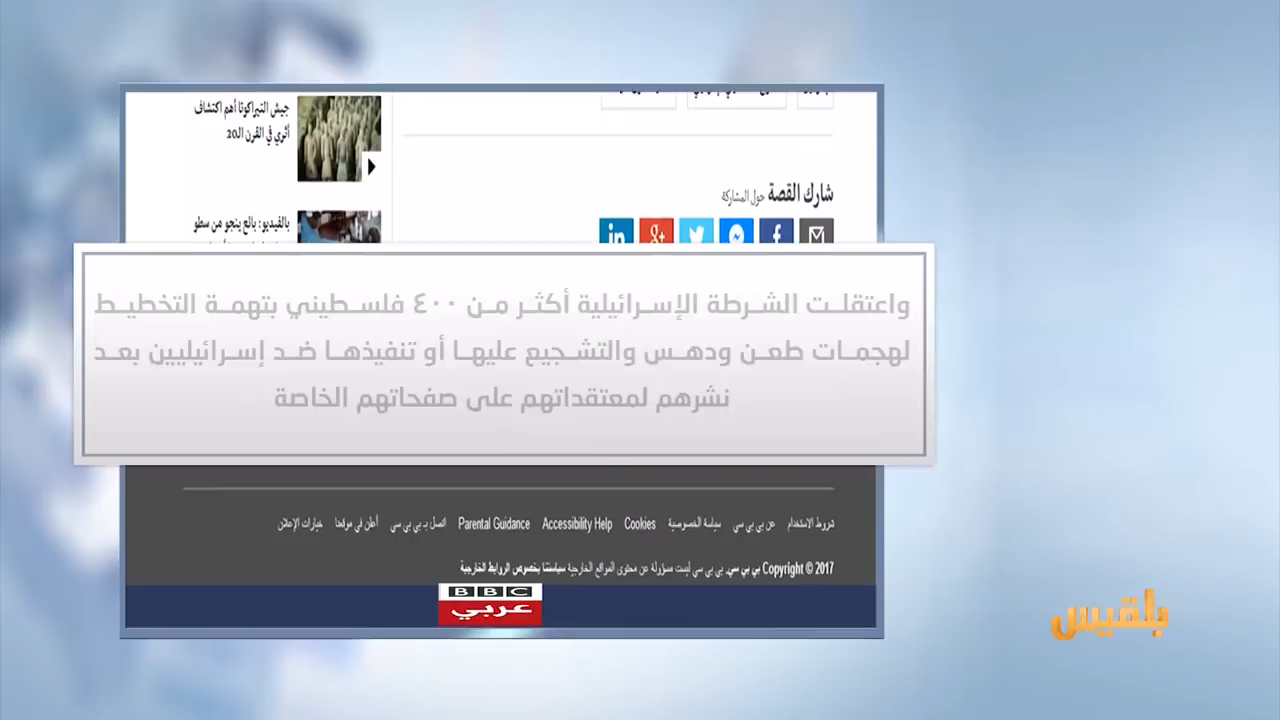 جيش التيراكوتا أهم اكتشاف
أثري في القرن الـ20
بالفيديو: بائع ينجو من سطو
شارك القصة حول المشاركة
واعتقلت الشرطة الإسرائيلية أكثر من ٤٠٠ فلسطيني بتهمة التخطيط
لهجمات طعن ودهس والتشجيع عليها أو تنفيذها ضد إسرائيليين بعد
نشرهم لمعتقداتهم على صفحاتهم الخاصة
شروط الاستخدام عن بي بي سي سياسة الخصوصية Cookies Accessibility Help Parental Guidance اتصل بـ بي بي سي أعلن في موقعنا خيارات الإعلان
Copyright © 2017 بي بي سي. بي بي سي ليست مسؤولة عن محتوى المواقع الخارجية سياستنا بخصوص الروابط الخارجية
BBC
عربي
بلقيس